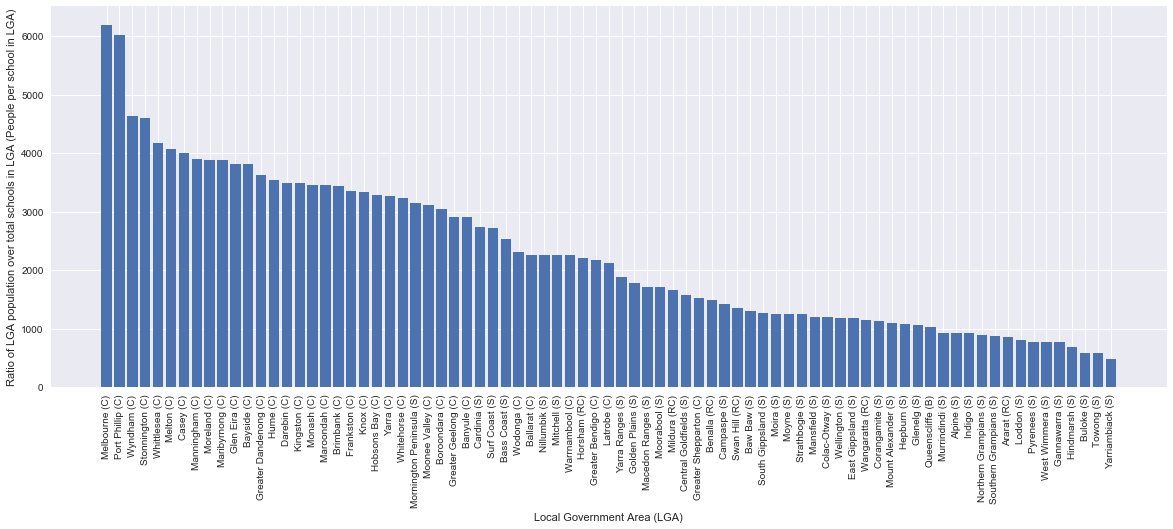 Ratio of LGA population over total schools in LGA (People per school in LGA)
6000
5000
4000
3000
2000
1000
0
Melbourne (C)
Port Phillip (C)
Wyndham (C)
Stonnington (C)
Whittlesea (C)
Melton (C)
Casey (C)
Manningham (C)
Moreland (C)
Maribyrnong (C)
Glen Eira (C)
Bayside (C)
Greater Dandenong (C)
Hume (C)
Darebin (C)
Kingston (C)
Monash (C)
Maroondah (C)
Brimbank (C)
Frankston (C)
Knox (C)
Hobsons Bay (C)
Yarra (C)
Whitehorse (C)
Mornington Peninsula (S)
Moonee Valley (C)
Boroondara (C)
Greater Geelong (C)
Banyule (C)
Cardinia (S)
Surf Coast (S)
Bass Coast (S)
Wodonga (C)
Ballarat (C)
Nillumbik (S)
Mitchell (S)
Warrnambool (C)
Horsham (RC)
Greater Bendigo (C)
Latrobe (C)
Yarra Ranges (S)
Golden Plains (S)
Macedon Ranges (S)
Moorabool (S)
Mildura (RC)
Central Goldfields (S)
Greater Shepparton (C)
Benalla (RC)
Campaspe (S)
Swan Hill (RC)
Baw Baw (S)
South Gippsland (S)
Moira (S)
Moyne (S)
Strathbogie (S)
Mansfield (S)
Colac-Otway (S)
Wellington (S)
East Gippsland (S)
Wangaratta (RC)
Corangamite (S)
Mount Alexander (S)
Hepburn (S)
Glenelg (S)
Queenscliffe (B)
Murrindindi (S)
Alpine (S)
Indigo (S)
Northern Grampians (S)
Southern Grampians (S)
Ararat (RC)
Loddon (S)
Pyrenees (S)
West Wimmera (S)
Gannawarra (S)
Hindmarsh (S)
Buloke (S)
Towong (S)
Yarriambiack (S)
Local Government Area (LGA)